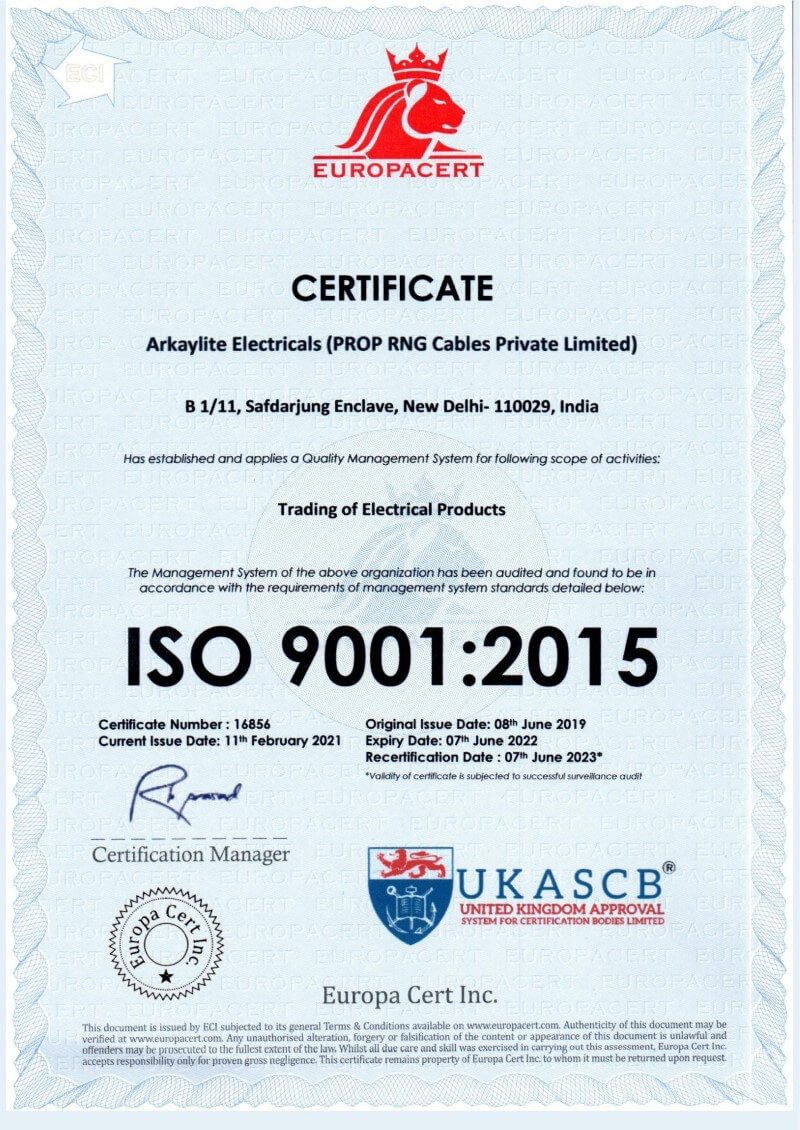 ECI
EUROPACERT
CERTIFICATE
Arkaylite Electricals (PROP RNG Cables Private Limited)
B 1/11, Safdarjung Enclave, New Delhi- 110029, India
Has established and applies a Quality Management System for following scope of activities:
Trading of Electrical Products
The Management System of the above organization has been audited and found to be in
accordance with the requirements of management system standards detailed below:
ISO 9001:2015
Certificate Number : 16856
Current Issue Date: 11th February 2021
Original Issue Date: 08th June 2019
Expiry Date: 07th June 2022
Recertification Date : 07th June 2023*
*Validity of certificate is subjected to successful surveillance audit
Certification Manager
Europa Cert Inc
UKASCB®
UNITED KINGDOM APPROVAL
SYSTEM FOR CERTIFICATION BODIES LIMITED
Europa Cert Inc.
This document is issued by ECI subjected to its general Terms & Conditions available on www.europacert.com. Authenticity of this document may be
verified at www.europacert.com. Any unauthorised alteration, forgery or falsification of the content or appearance of this document is unlawful and
offenders may be prosecuted to the fullest extent of the law. Whilst all due care and skill was exercised in carrying out this assessment, Europa Cert Inc.
accepts responsibility only for proven gross negligence. This certificate remains property of Europa Cert Inc. to whom it must be returned upon request.